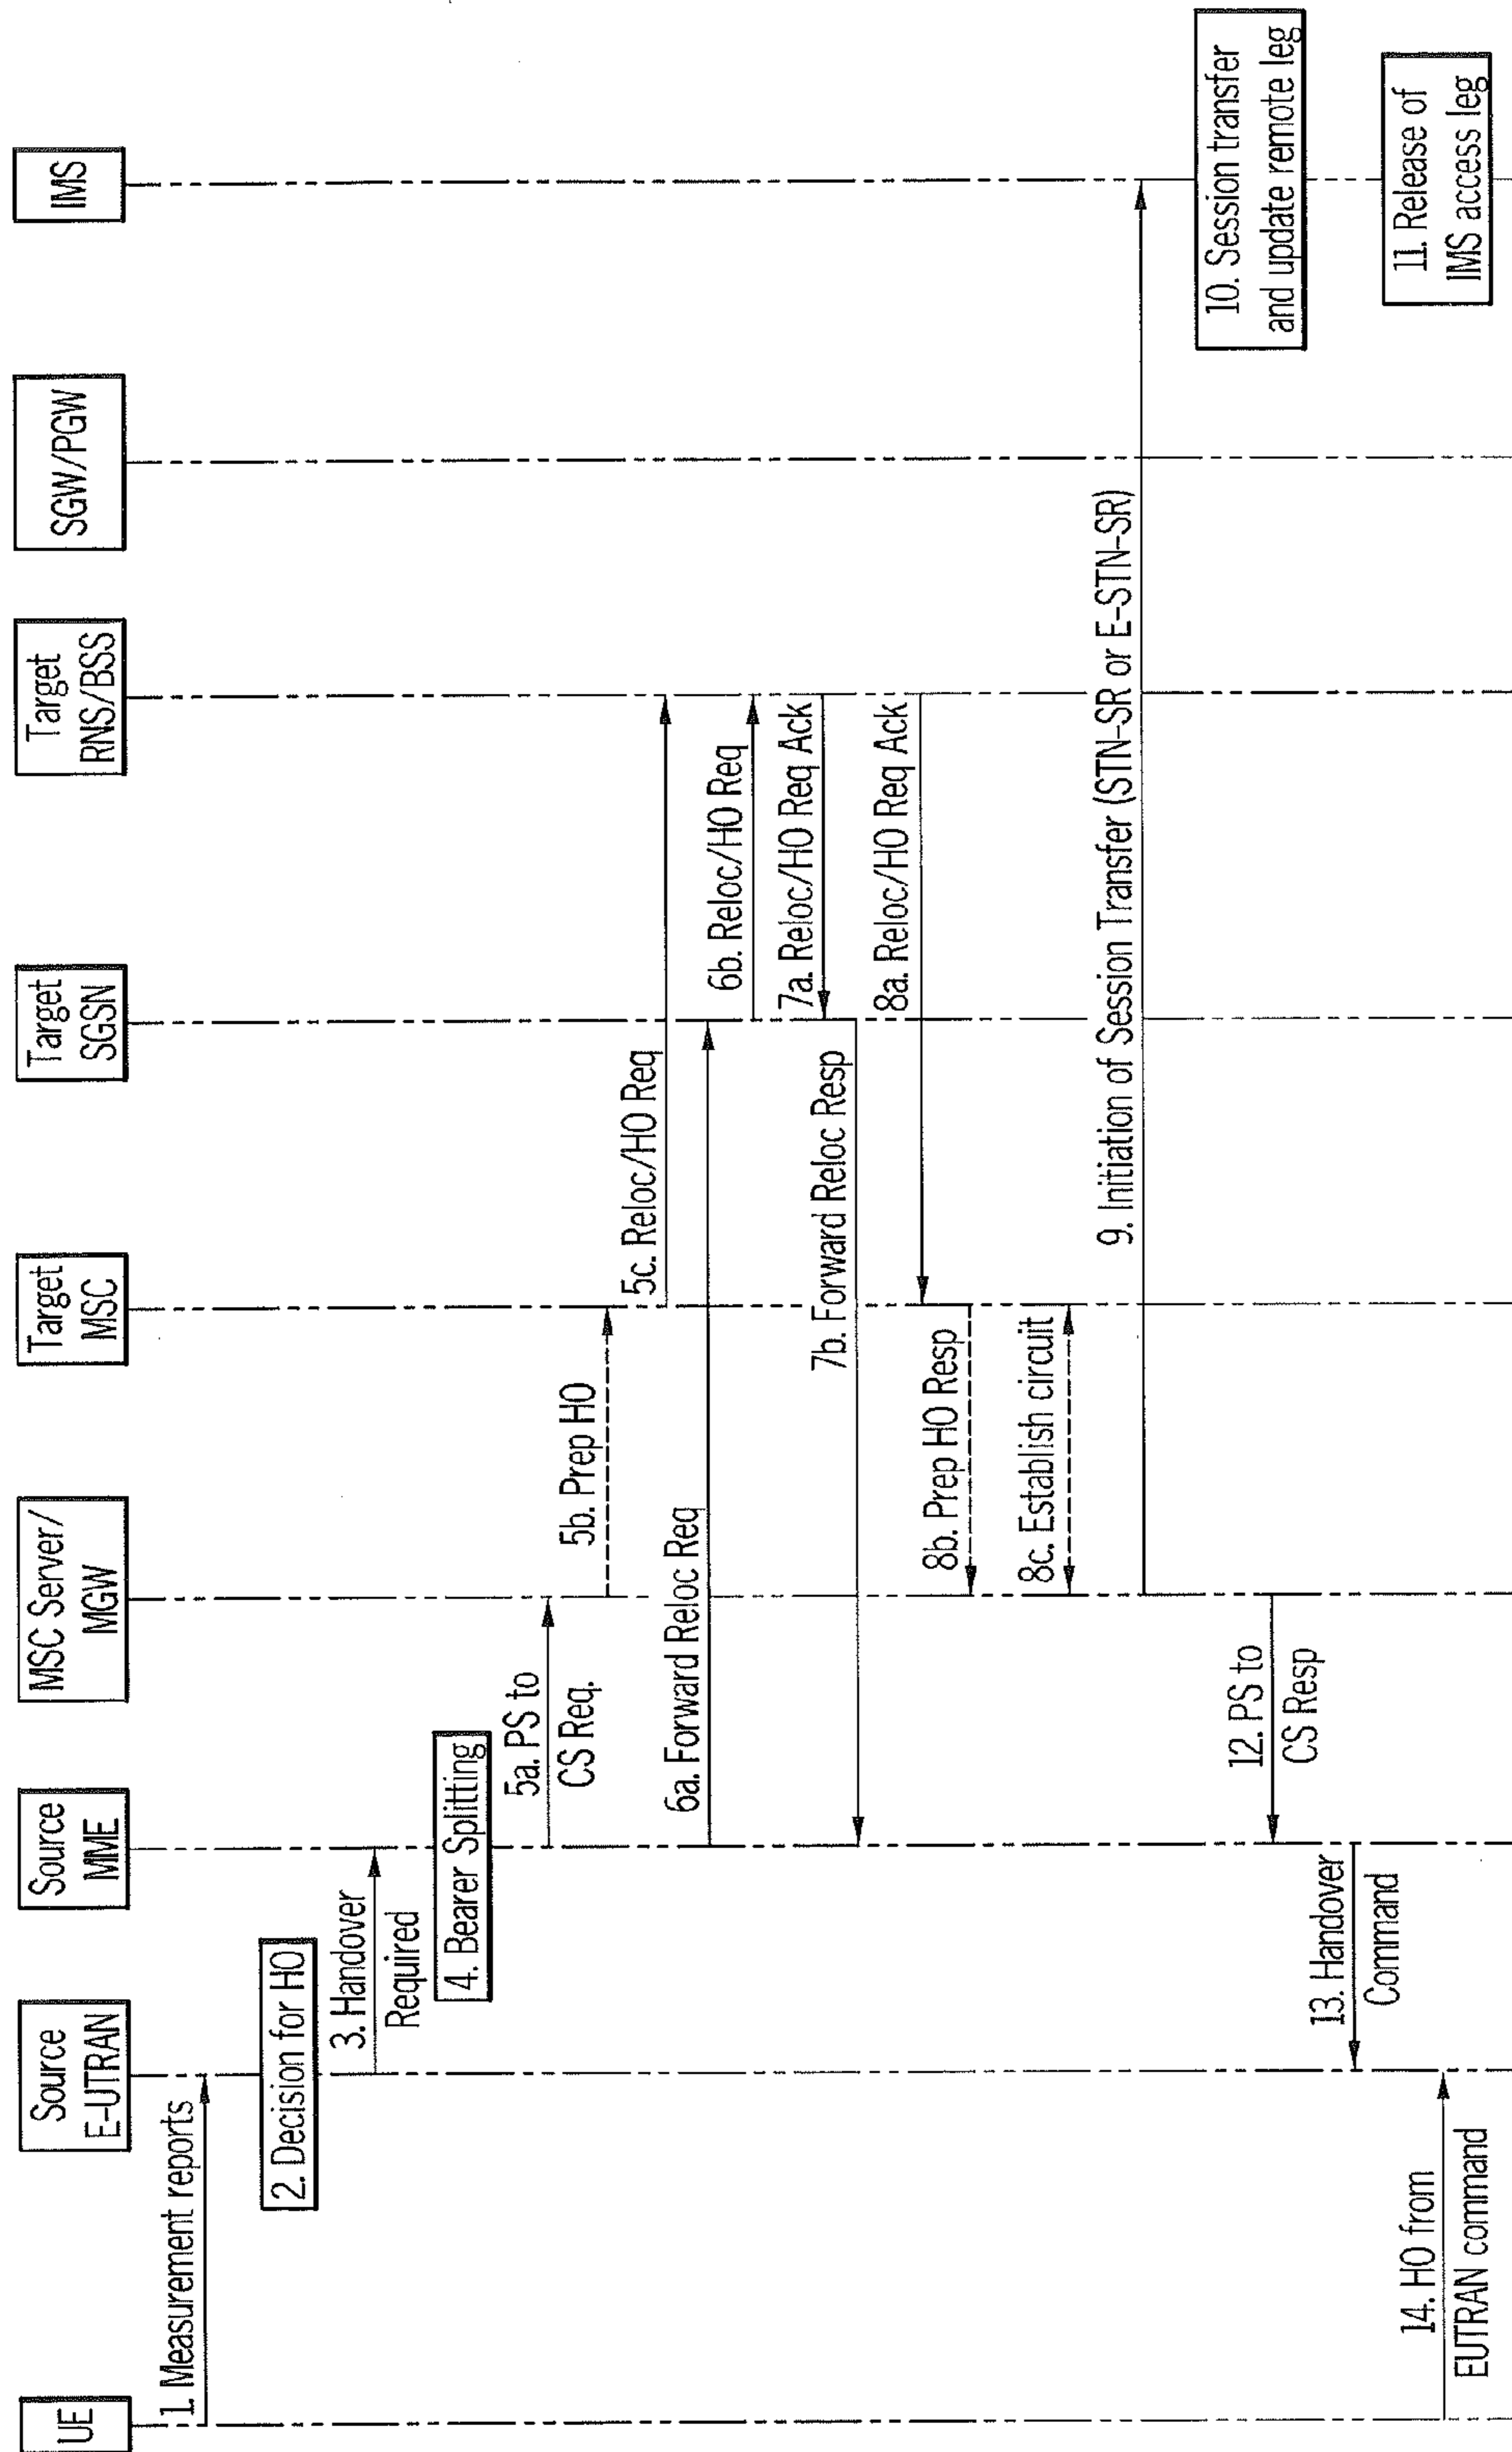 UE
Source
E-UTRAN
Source
MME
MSC Server/
MGW
Target
MSC
Target
SGSN
Target
RNS/BSS
SGW/PGW
IMS
1. Measurement reports
2. Decision for HO
3. Handover
Required
4. Bearer Splitting
5a. PS to
CS Req.
5b. Prep HO
5c. Reloc/HO Req
6a. Forward Reloc Req
6b. Reloc/HO Req
7a. Reloc/HO Req Ack
7b. Forward Reloc Resp
8a. Reloc/HO Req Ack
8b. Prep HO Resp
8c. Establish circuit
9. Initiation of Session Transfer (STN-SR or E-STN-SR)
10. Session transfer
and update remote leg
12. PS to
CS Resp
13. Handover
Command
11. Release of
IMS access leg
14. HO from
EUTRAN command